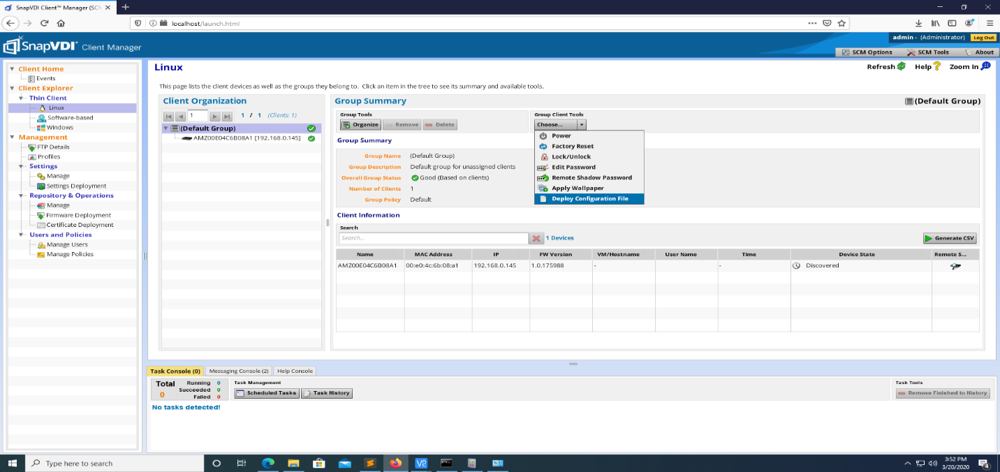 SnapVDI Client™ Manager (SCM
localhost/launch.html
SnapVDI Client Manager
admin - (Administrator) Log Out
SCM Options SCM Tools About
Client Home
Events
Client Explorer
Thin Client
Linux
Software-based
Windows
Management
FTP Details
Profiles
Settings
Manage
Settings Deployment
Repository & Operations
Manage
Firmware Deployment
Certificate Deployment
Users and Policies
Manage Users
Manage Policies
Linux
Refresh Help Zoom In
This page lists the client devices as well as the groups they belong to. Click an item in the tree to see its summary and available tools.
Client Organization
1 1 / 1 (Clients: 1)
(Default Group)
AMZ00E04C6B08A1 [192.168.0.145]
Group Summary
(Default Group)
Group Tools
Organize Remove Delete
Group Client Tools
Choose...
Power
Factory Reset
Lock/Unlock
Edit Password
Remote Shadow Password
Apply Wallpaper
Deploy Configuration File
Group Summary
Group Name (Default Group)
Group Description Default group for unassigned clients
Overall Group Status Good (Based on clients)
Number of Clients 1
Group Policy Default
Client Information
Search
Search... 1 Devices
Generate CSV
Name MAC Address IP FW Version VM/Hostname User Name Time Device State Remote S...
AMZ00E04C6B08A1 00:e0:4c:6b:08:a1 192.168.0.145 1.0.175988 - - Discovered
Task Console (0) Messaging Console (2) Help Console
Total
0
Running 0
Succeeded 0
Failed 0
Task Management
Scheduled Tasks Task History
Task Tools
Remove Finished to History
No tasks detected!
Type here to search
3:52 PM
3/20/2020
4